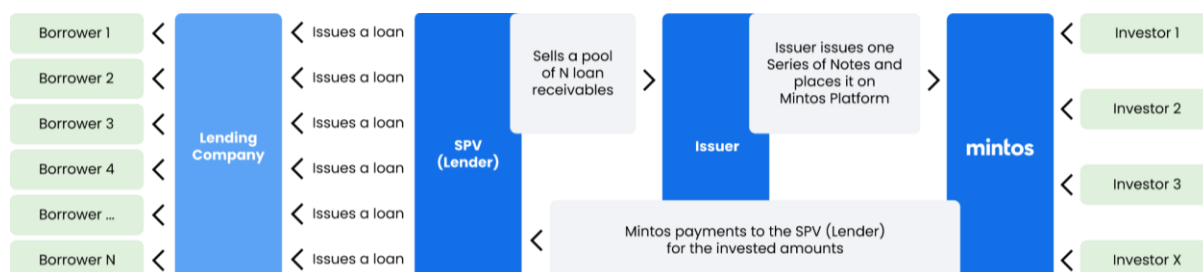 Borrower 1
Borrower 2
Borrower 3
Borrower 4
Borrower ...
Borrower N
Lending
Company
Issues a loan
Issues a loan
Issues a loan
Issues a loan
Issues a loan
Issues a loan
SPV
(Lender)
Sells a pool
of N loan
receivables
Issuer
Issuer issues one
Series of Notes and
places it on
Mintos Platform
Mintos payments to the SPV (Lender)
for the invested amounts
mintos
Investor 1
Investor 2
Investor 3
Investor X